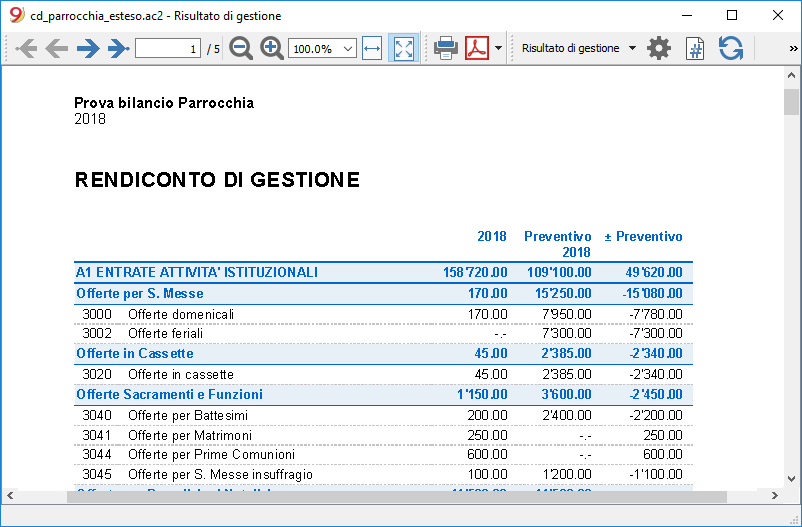 cd_parrocchia_esteso.ac2 - Risultato di gestione
1 / 5 100.0% Risultato di gestione »
Prova bilancio Parrocchia
2018
RENDICONTO DI GESTIONE
2018 Preventivo 2018 ± Preventivo
A1 ENTRATE ATTIVITA' ISTITUZIONALI 158'720.00 109'100.00 49'620.00
Offerte per S. Messe 170.00 15'250.00 -15'080.00
3000 Offerte domenicali 170.00 7'950.00 -7'780.00
3002 Offerte feriali -.- 7'300.00 -7'300.00
Offerte in Cassette 45.00 2'385.00 -2'340.00
3020 Offerte in cassette 45.00 2'385.00 -2'340.00
Offerte Sacramenti e Funzioni 1'150.00 3'600.00 -2'450.00
3040 Offerte per Battesimi 200.00 2'400.00 -2'200.00
3041 Offerte per Matrimoni 250.00 -.- 250.00
3044 Offerte per Prime Comunioni 600.00 -.- 600.00
3045 Offerte per S. Messe insuffragio 100.00 1'200.00 -1'100.00